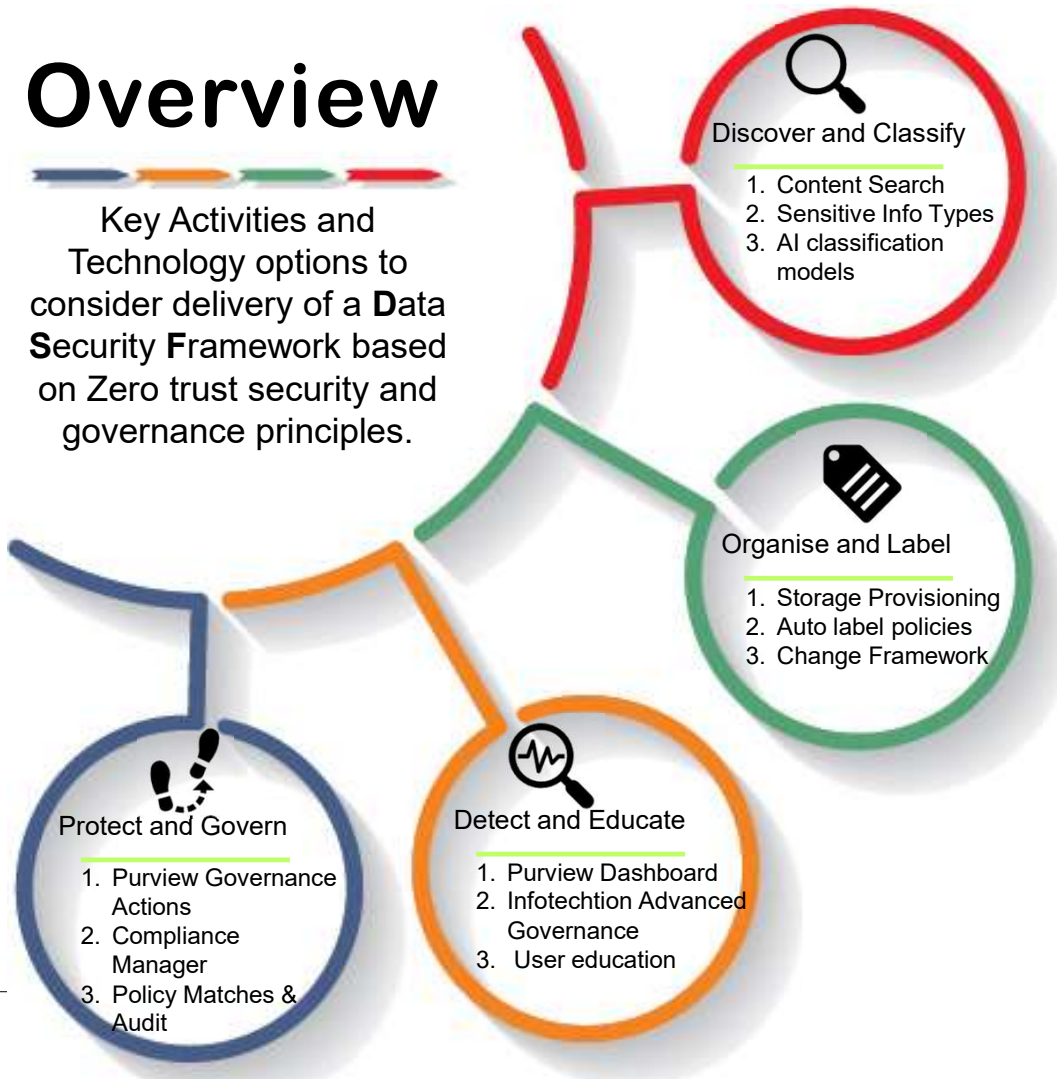 Overview
Key Activities and
Technology options to
consider delivery of a Data
Security Framework based
on Zero trust security and
governance principles.
Discover and Classify
1. Content Search
2. Sensitive Info Types
3. AI classification
models
Organise and Label
1. Storage Provisioning
2. Auto label policies
3. Change Framework
Detect and Educate
1. Purview Dashboard
2. Infotechtion Advanced
Governance
3. User education
Protect and Govern
1. Purview Governance
Actions
2. Compliance
Manager
3. Policy Matches &
Audit